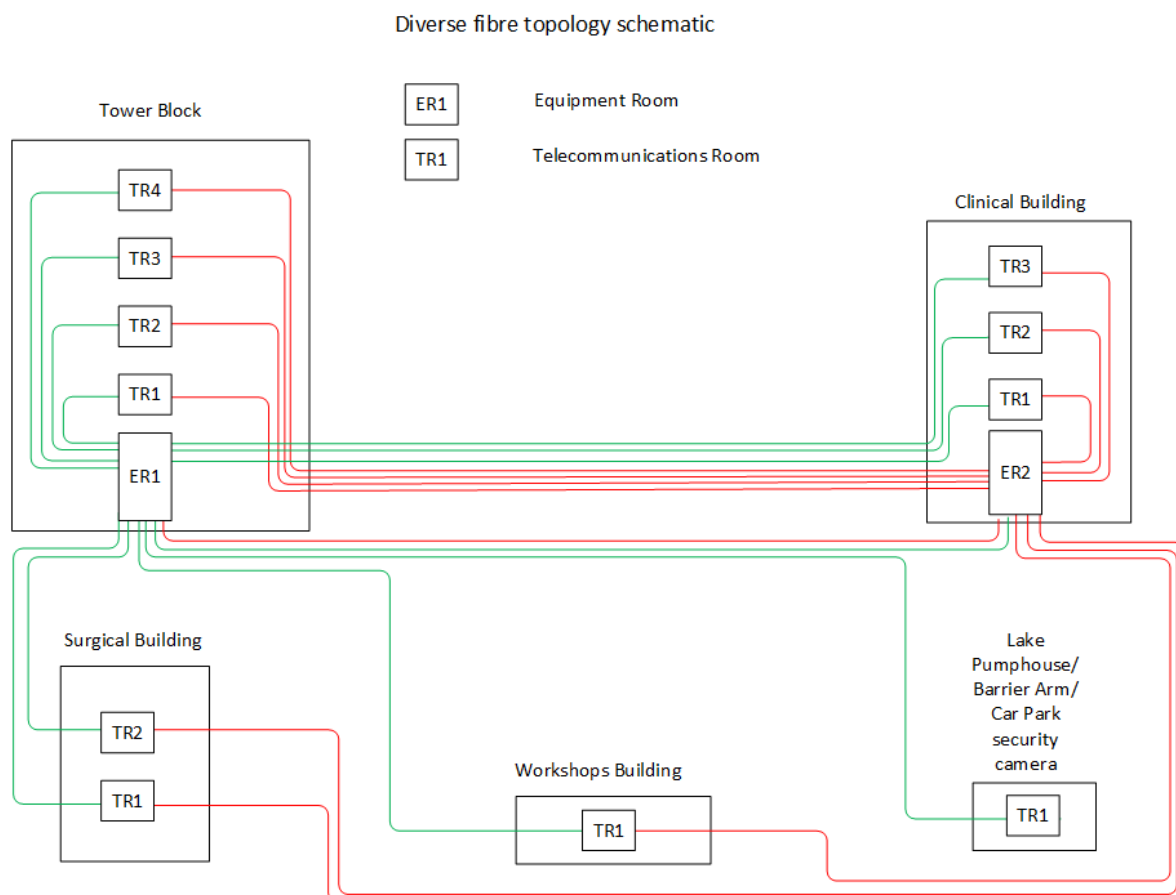 Diverse fibre topology schematic
ER1
Equipment Room
TR1
Telecommunications Room
Tower Block
TR4
TR3
TR2
TR1
ER1
Clinical Building
TR3
TR2
TR1
ER2
Surgical Building
TR2
TR1
Workshops Building
TR1
Lake
Pumphouse/
Barrier Arm/
Car Park
security
camera
TR1